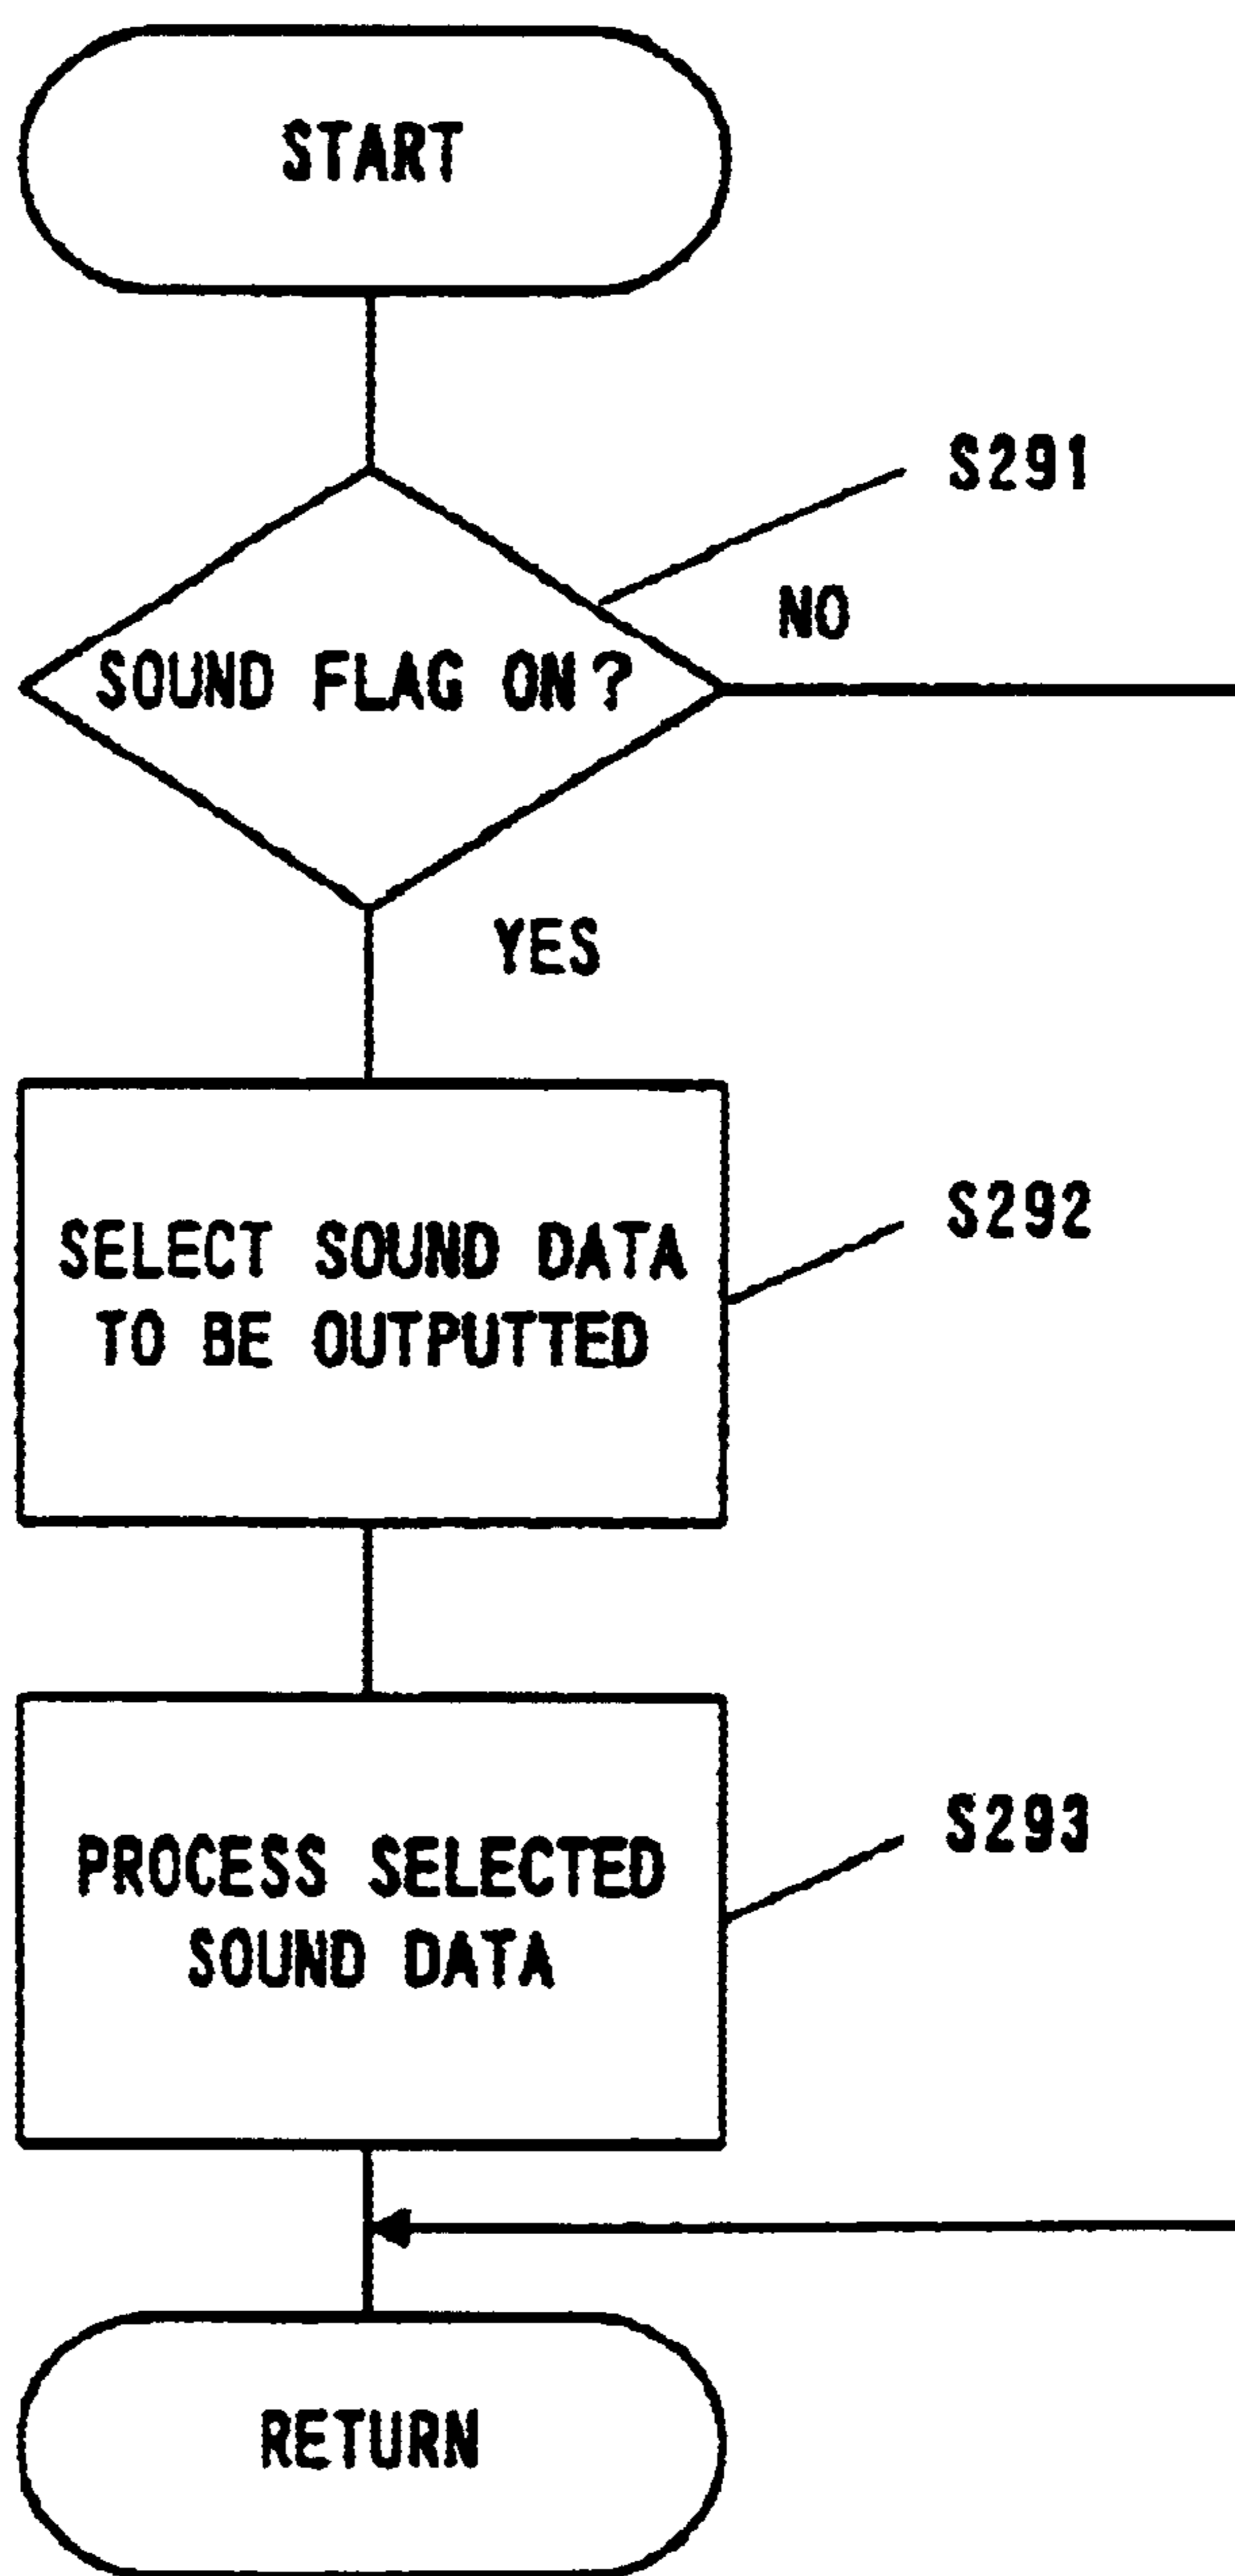 START
S291
NO
SOUND FLAG ON?
YES
SELECT SOUND DATA
TO BE OUTPUTTED
S292
PROCESS SELECTED
SOUND DATA
S293
RETURN